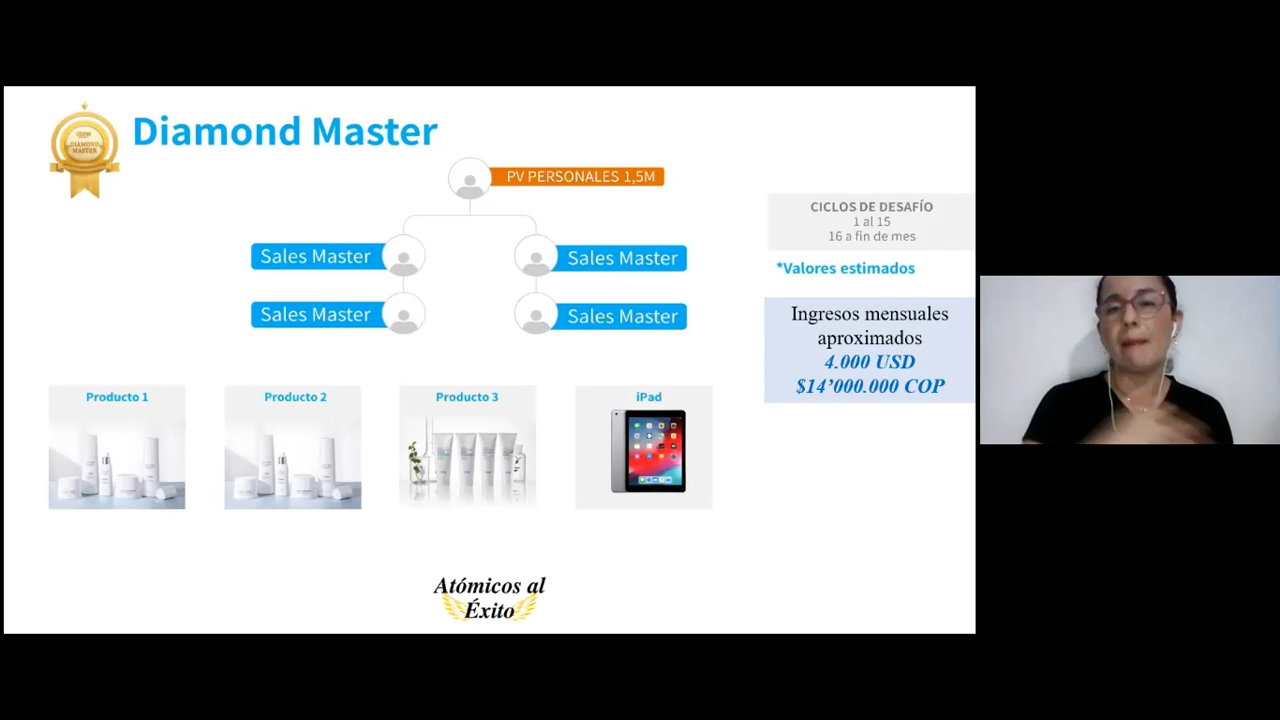 Diamond Master
DIAMOND
MASTER
PV PERSONALES 1,5M
Sales Master
Sales Master
Sales Master
Sales Master
CICLOS DE DESAFÍO
1 al 15
16 a fin de mes
*Valores estimados
Ingresos mensuales
aproximados
4.000 USD
$14’000.000 COP
Producto 1
Producto 2
Producto 3
iPad
Atómicos al
Éxito